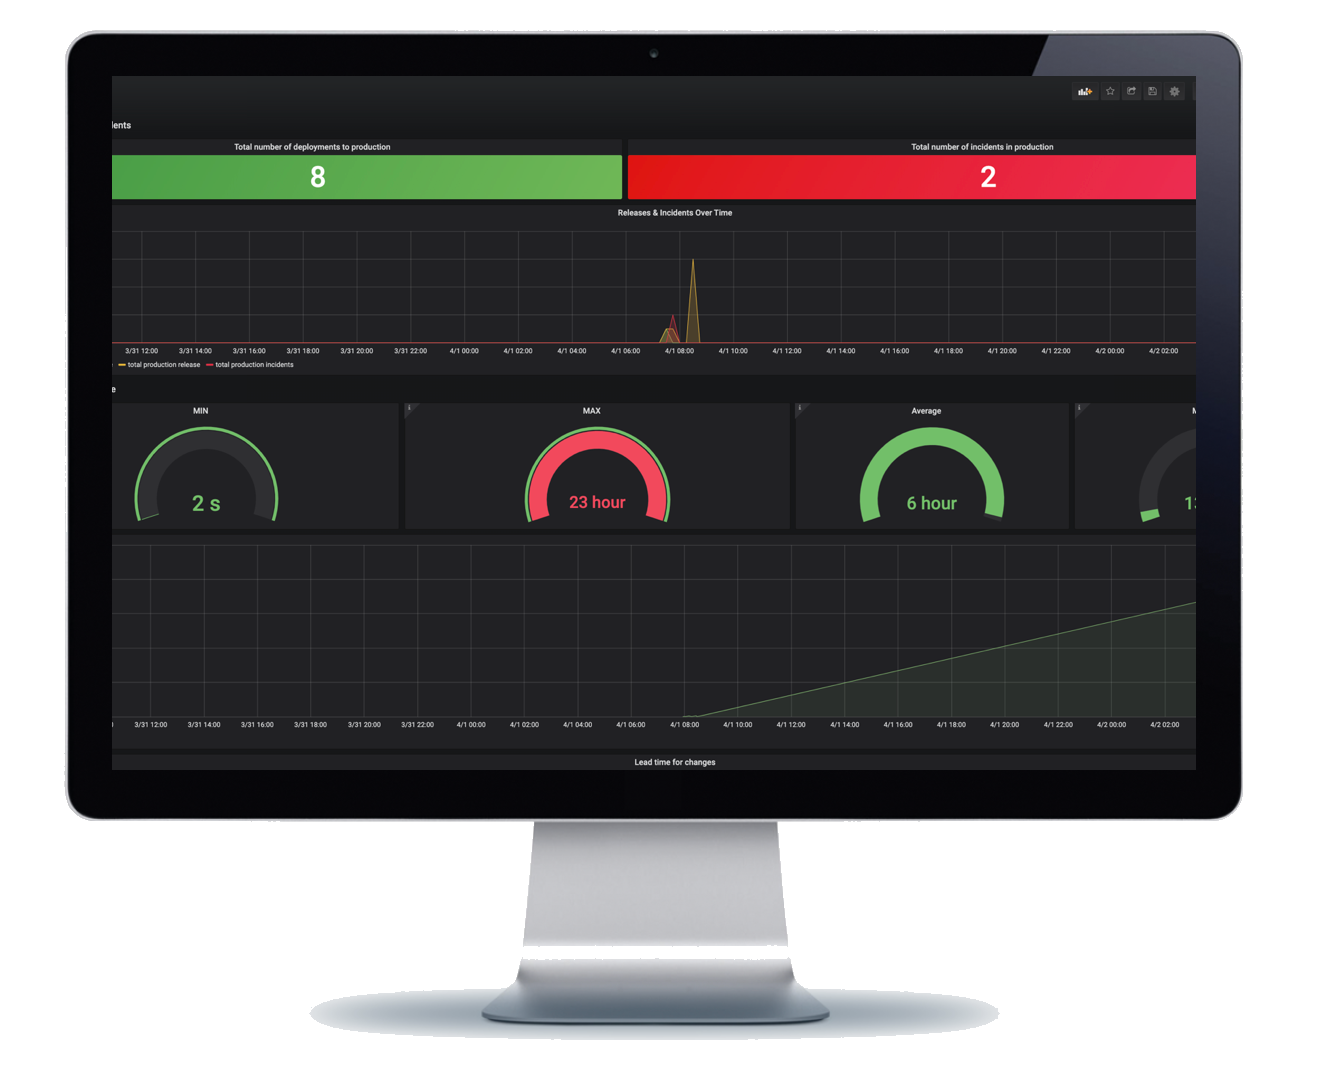 dents
Total number of deployments to production
Total number of incidents in production
8
2
Releases & Incidents Over Time
3/31 12:00 3/31 14:00 3/31 16:00 3/31 18:00 3/31 20:00 3/31 22:00 4/1 00:00 4/1 02:00 4/1 04:00 4/1 06:00 4/1 08:00 4/1 10:00 4/1 12:00 4/1 14:00 4/1 16:00 4/1 18:00 4/1 20:00 4/1 22:00 4/2 00:00 4/2 02:00
total production release total production incidents
e
MIN
MAX
Average
2 s
23 hour
6 hour
3/31 12:00 3/31 14:00 3/31 16:00 3/31 18:00 3/31 20:00 3/31 22:00 4/1 00:00 4/1 02:00 4/1 04:00 4/1 06:00 4/1 08:00 4/1 10:00 4/1 12:00 4/1 14:00 4/1 16:00 4/1 18:00 4/1 20:00 4/1 22:00 4/2 00:00 4/2 02:00
Lead time for changes